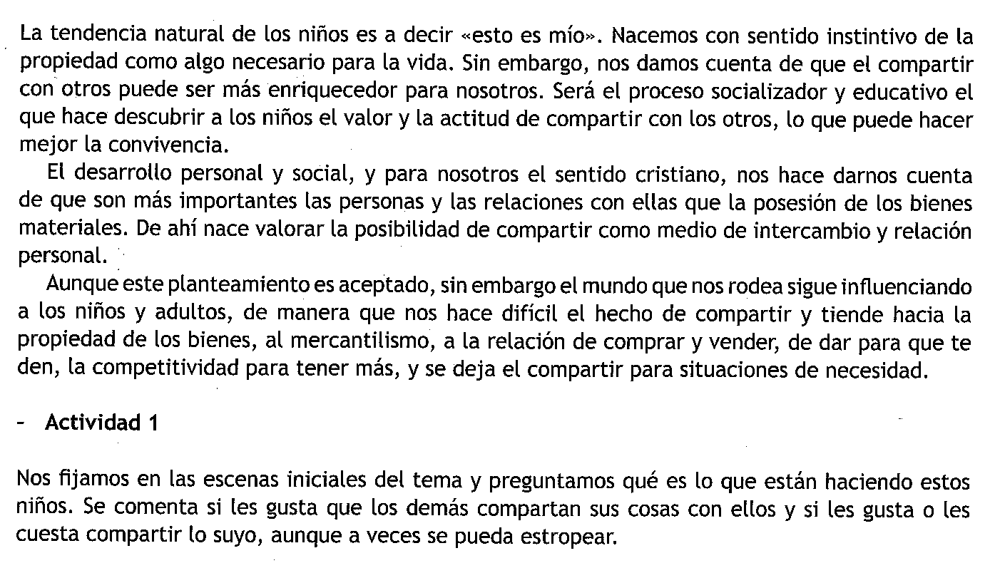 La tendencia natural de los niños es a decir «esto es mío». Nacemos con sentido instintivo de la
propiedad como algo necesario para la vida. Sin embargo, nos damos cuenta de que el compartir
con otros puede ser más enriquecedor para nosotros. Será el proceso socializador y educativo el
que hace descubrir a los niños el valor y la actitud de compartir con los otros, lo que puede hacer
mejor la convivencia.
El desarrollo personal y social, y para nosotros el sentido cristiano, nos hace darnos cuenta
de que son más importantes las personas y las relaciones con ellas que la posesión de los bienes
materiales. De ahí nace valorar la posibilidad de compartir como medio de intercambio y relación
personal.
Aunque este planteamiento es aceptado, sin embargo el mundo que nos rodea sigue influenciando
a los niños y adultos, de manera que nos hace difícil el hecho de compartir y tiende hacia la
propiedad de los bienes, al mercantilismo, a la relación de comprar y vender, de dar para que te
den, la competitividad para tener más, y se deja el compartir para situaciones de necesidad.
- Actividad 1
Nos fijamos en las escenas iniciales del tema y preguntamos qué es lo que están haciendo estos
niños. Se comenta si les gusta que los demás compartan sus cosas con ellos y si les gusta o les
cuesta compartir lo suyo, aunque a veces se pueda estropear.